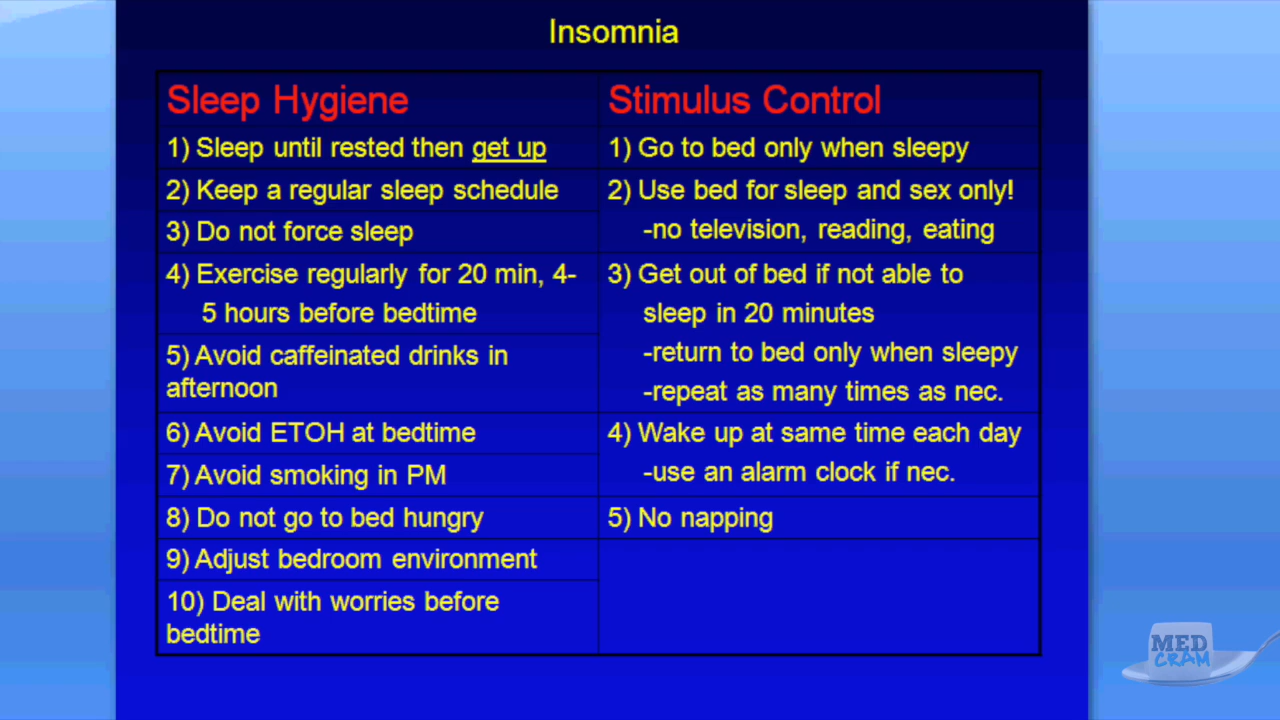 Insomnia
Sleep Hygiene
1) Sleep until rested then get up
2) Keep a regular sleep schedule
3) Do not force sleep
4) Exercise regularly for 20 min, 4-
5 hours before bedtime
5) Avoid caffeinated drinks in
afternoon
6) Avoid ETOH at bedtime
7) Avoid smoking in PM
8) Do not go to bed hungry
9) Adjust bedroom environment
10) Deal with worries before
bedtime
Stimulus Control
1) Go to bed only when sleepy
2) Use bed for sleep and sex only!
-no television, reading, eating
3) Get out of bed if not able to
sleep in 20 minutes
-return to bed only when sleepy
-repeat as many times as nec.
4) Wake up at same time each day
-use an alarm clock if nec.
5) No napping
MED
CRAM